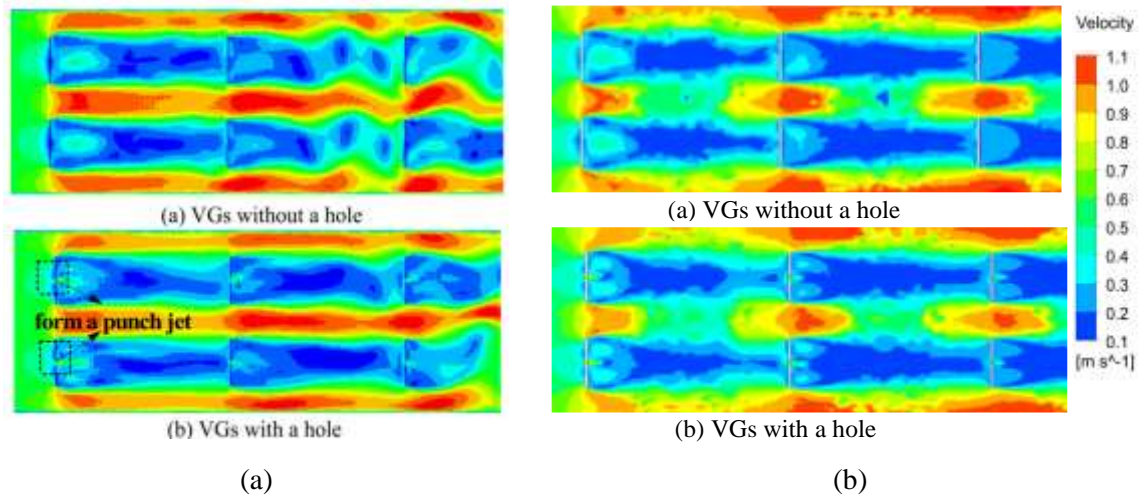 (a) VGs without a hole
form a punch jet
(b) VGs with a hole
(a)
(a) VGs without a hole
(b) VGs with a hole
(b)
Velocity
1.1
1.0
0.9
0.8
0.7
0.6
0.5
0.4
0.3
0.2
0.1
[m s^-1]